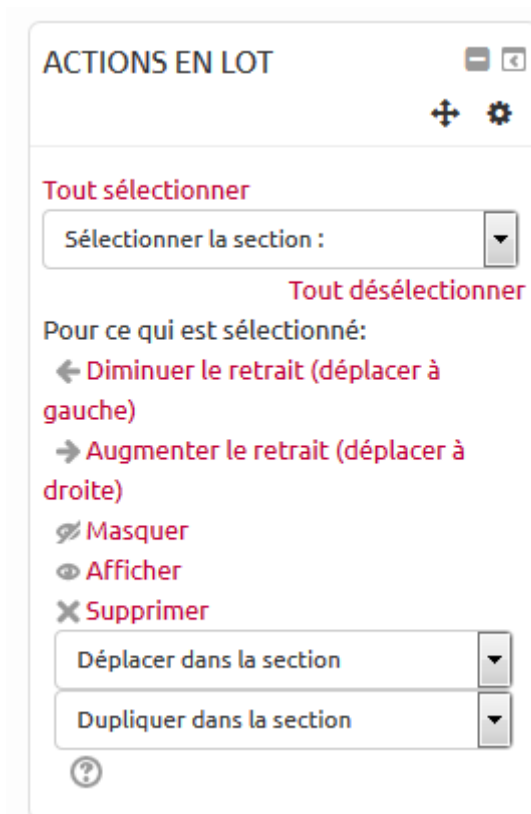 ACTIONS EN LOT
Tout sélectionner
Sélectionner la section :
Tout désélectionner
Pour ce qui est sélectionné:
Diminuer le retrait (déplacer à
gauche)
Augmenter le retrait (déplacer à
droite)
Masquer
Afficher
Supprimer
Déplacer dans la section
Dupliquer dans la section
?